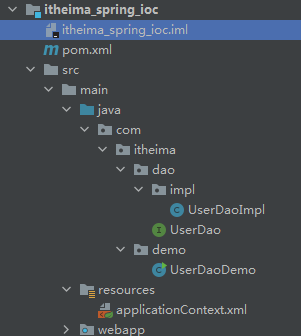 itheima_spring_ioc
itheima_spring_ioc.iml
pom.xml
src
main
java
com
itheima
dao
impl
UserDaoImpl
UserDao
demo
UserDaoDemo
resources
applicationContext.xml
webapp